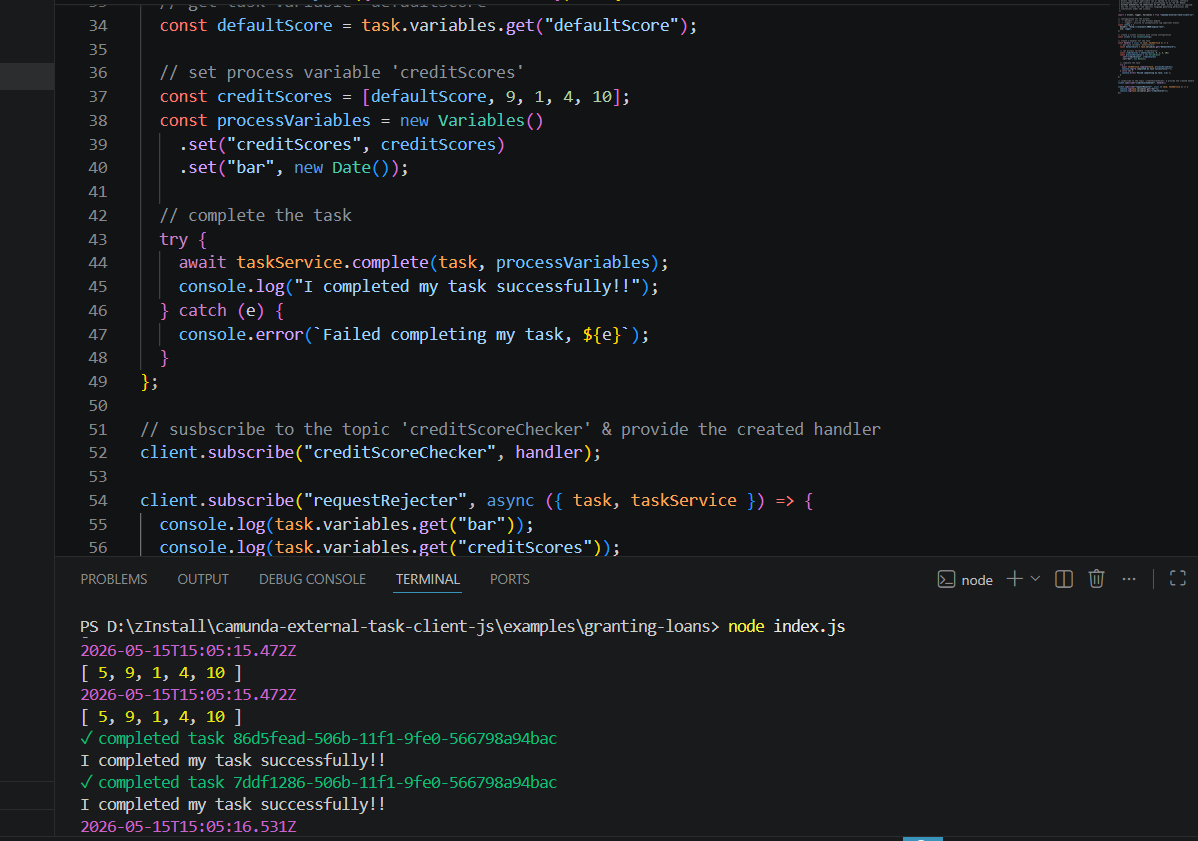 33 // get task variable 'defaultScore'
34 const defaultScore = task.variables.get("defaultScore");
35
36 // set process variable 'creditScores'
37 const creditScores = [defaultScore, 9, 1, 4, 10];
38 const processVariables = new Variables()
39 .set("creditScores", creditScores)
40 .set("bar", new Date());
41
42 // complete the task
43 try {
44 await taskService.complete(task, processVariables);
45 console.log("I completed my task successfully!!");
46 } catch (e) {
47 console.error(`Failed completing my task, ${e}`);
48 }
49 };
50
51 // susbscribe to the topic 'creditScoreChecker' & provide the created handler
52 client.subscribe("creditScoreChecker", handler);
53
54 client.subscribe("requestRejecter", async ({ task, taskService }) => {
55 console.log(task.variables.get("bar"));
56 console.log(task.variables.get("creditScores"));
PROBLEMS OUTPUT DEBUG CONSOLE TERMINAL PORTS node
PS D:\zInstall\camunda-external-task-client-js\examples\granting-loans> node index.js
2026-05-15T15:05:15.472Z
[ 5, 9, 1, 4, 10 ]
2026-05-15T15:05:15.472Z
[ 5, 9, 1, 4, 10 ]
✓ completed task 86d5fead-506b-11f1-9fe0-566798a94bac
I completed my task successfully!!
✓ completed task 7ddf1286-506b-11f1-9fe0-566798a94bac
I completed my task successfully!!
2026-05-15T15:05:16.531Z